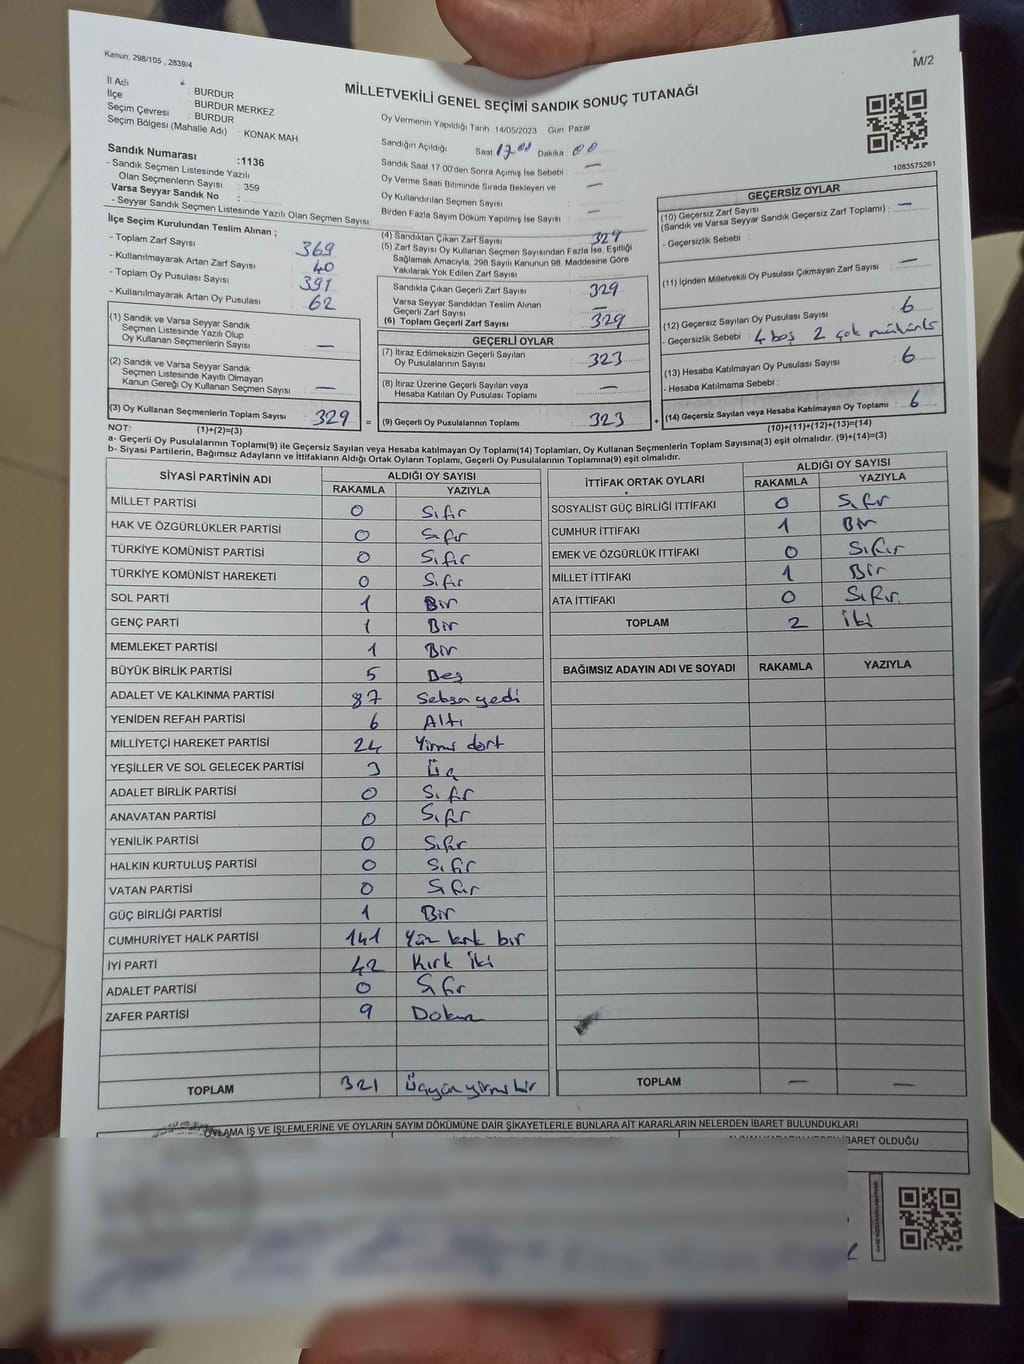 Kanun; 298/105 , 2839/4
M/2
MİLLETVEKİLİ GENEL SEÇİMİ SANDIK SONUÇ TUTANAĞI
İl Adı : BURDUR
İlçe : BURDUR MERKEZ
Seçim Çevresi : BURDUR
Seçim Bölgesi (Mahalle Adı) : KONAK MAH
Sandık Numarası :1136
- Sandık Seçmen Listesinde Yazılı
Olan Seçmenlerin Sayısı : 359
Varsa Seyyar Sandık No :
- Seyyar Sandık Seçmen Listesinde Yazılı Olan Seçmen Sayısı
Oy Vermenin Yapıldığı Tarih 14/05/2023 Gün Pazar
Sandığın Açıldığı Saat 17.00 Dakika 00
Sandık Saat 17:00'den Sonra Açımış İse Sebebi —
Oy Verme Saati Bitiminde Sırada Bekleyen ve
Oy Kullandırılan Seçmen Sayısı —
Birden Fazla Sayım Döküm Yapılmış İse Sayısı —
1083575261
İlçe Seçim Kurulundan Teslim Alınan ;
- Toplam Zarf Sayısı 369
- Kullanılmayarak Artan Zarf Sayısı 40
- Toplam Oy Pusulası Sayısı 391
- Kullanılmayarak Artan Oy Pusulası 62
(1) Sandık ve Varsa Seyyar Sandık
Seçmen Listesinde Yazılı Olup
Oy Kullanan Seçmenlerin Sayısı : —
(2) Sandık ve Varsa Seyyar Sandık
Seçmen Listesinde Kayıtlı Olmayan
Kanun Gereği Oy Kullanan Seçmen Sayısı : —
(3) Oy Kullanan Seçmenlerin Toplam Sayısı : 329 =
(1)+(2)=(3)
(4) Sandıktan Çıkan Zarf Sayısı : 329
(5) Zarf Sayısı Oy Kullanan Seçmen Sayısından Fazla İse, Eşitliği
Sağlamak Amacıyla, 298 Sayılı Kanunun 98. Maddesine Göre
Yakılarak Yok Edilen Zarf Sayısı :
Sandıkta Çıkan Geçerli Zarf Sayısı : 329
Varsa Seyyar Sandıktan Teslim Alınan
Geçerli Zarf Sayısı : —
(6) Toplam Geçerli Zarf Sayısı : 329
GEÇERLİ OYLAR
(7) İtiraz Edilmeksizin Geçerli Sayılan
Oy Pusulalarının Sayısı : 323
(8) İtiraz Üzerine Geçerli Sayılan veya
Hesaba Katılan Oy Pusulası Toplamı : —
(9) Geçerli Oy Pusulalarının Toplamı : 323 +
GEÇERSİZ OYLAR
(10) Geçersiz Zarf Sayısı
(Sandık ve Varsa Seyyar Sandık Geçersiz Zarf Toplamı) : —
- Geçersizlik Sebebi :
(11) İçinden Milletvekili Oy Pusulası Çıkmayan Zarf Sayısı : —
(12) Geçersiz Sayılan Oy Pusulası Sayısı : 6
- Geçersizlik Sebebi : 4 boş 2 çok mühürlü
(13) Hesaba Katılmayan Oy Pusulası Sayısı : 6
- Hesaba Katılmama Sebebi :
(14) Geçersiz Sayılan veya Hesaba Katılmayan Oy Toplamı : 6
(10)+(11)+(12)+(13)=(14)
NOT:
a- Geçerli Oy Pusulalarının Toplamı(9) ile Geçersiz Sayılan veya Hesaba katılmayan Oy Toplamı(14) Toplamları, Oy Kullanan Seçmenlerin Toplam Sayısına(3) eşit olmalıdır. (9)+(14)=(3)
b- Siyasi Partilerin, Bağımsız Adayların ve İttifakların Aldığı Ortak Oyların Toplamı, Geçerli Oy Pusulalarının Toplamına(9) eşit olmalıdır.
SİYASİ PARTİNİN ADI ALDIĞI OY SAYISI
RAKAMLA YAZIYLA
MİLLET PARTİSİ 0 Sıfır
HAK VE ÖZGÜRLÜKLER PARTİSİ 0 Sıfır
TÜRKİYE KOMÜNİST PARTİSİ 0 Sıfır
TÜRKİYE KOMÜNİST HAREKETİ 0 Sıfır
SOL PARTİ 1 Bir
GENÇ PARTİ 1 Bir
MEMLEKET PARTİSİ 1 Bir
BÜYÜK BİRLİK PARTİSİ 5 Beş
ADALET VE KALKINMA PARTİSİ 87 Seksen yedi
YENİDEN REFAH PARTİSİ 6 Altı
MİLLİYETÇİ HAREKET PARTİSİ 24 Yirmi dört
YEŞİLLER VE SOL GELECEK PARTİSİ 3 Üç
ADALET BİRLİK PARTİSİ 0 Sıfır
ANAVATAN PARTİSİ 0 Sıfır
YENİLİK PARTİSİ 0 Sıfır
HALKIN KURTULUŞ PARTİSİ 0 Sıfır
VATAN PARTİSİ 0 Sıfır
GÜÇ BİRLİĞİ PARTİSİ 1 Bir
CUMHURİYET HALK PARTİSİ 141 Yüz kırk bir
İYİ PARTİ 42 Kırk iki
ADALET PARTİSİ 0 Sıfır
ZAFER PARTİSİ 9 Dokuz
TOPLAM 321 Üçyüz yirmi bir
İTTİFAK ORTAK OYLARI ALDIĞI OY SAYISI
RAKAMLA YAZIYLA
SOSYALİST GÜÇ BİRLİĞİ İTTİFAKI 0 Sıfır
CUMHUR İTTİFAKI 1 Bir
EMEK VE ÖZGÜRLÜK İTTİFAKI 0 Sıfır
MİLLET İTTİFAKI 1 Bir
ATA İTTİFAKI 0 Sıfır.
TOPLAM 2 İki
BAĞIMSIZ ADAYIN ADI VE SOYADI RAKAMLA YAZIYLA
TOPLAM — —
OYLAMA İŞ VE İŞLEMLERİNE VE OYLARIN SAYIM DÖKÜMÜNE DAİR ŞİKAYETLERLE BUNLARA AİT KARARLARIN NELERDEN İBARET BULUNDUKLARI
İBARET OLDUĞU